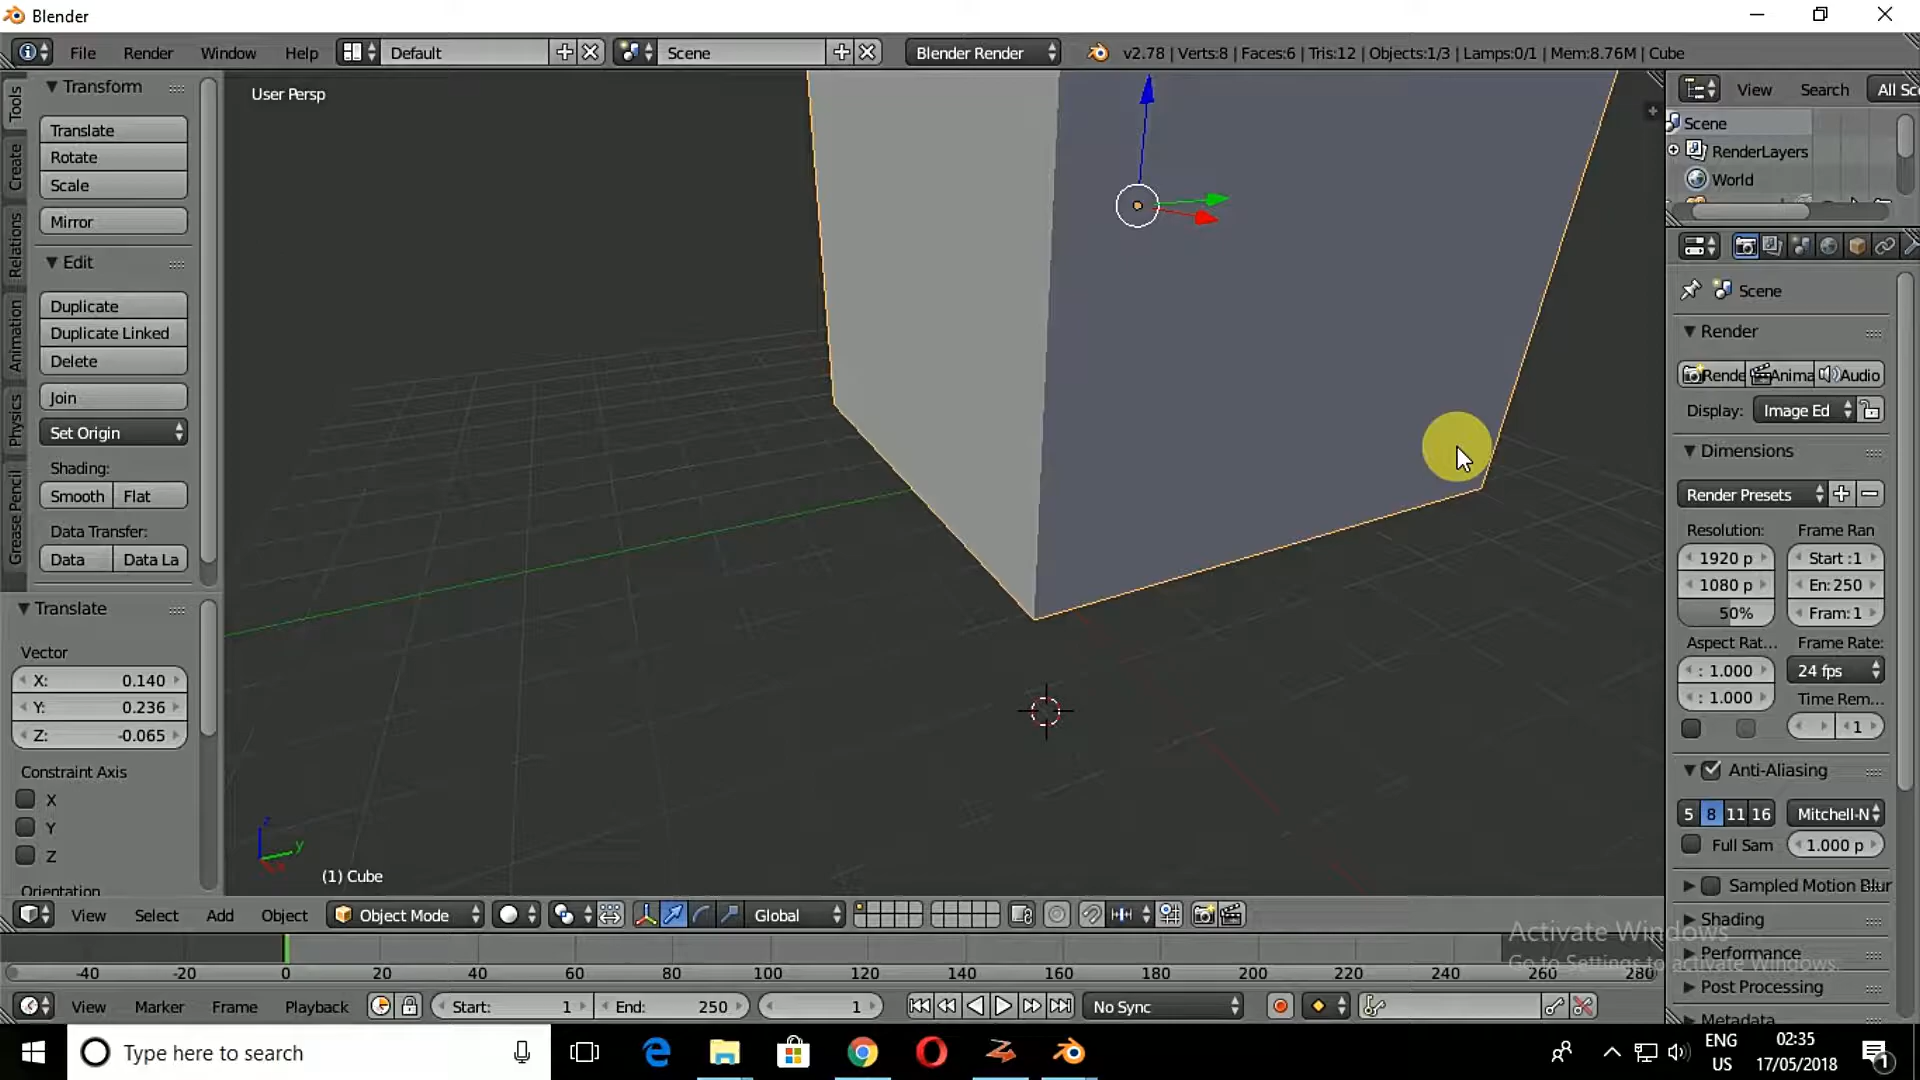 Blender
File Render Window Help Default Scene Blender Render v2.78 | Verts:8 | Faces:6 | Tris:12 | Objects:1/3 | Lamps:0/1 | Mem:8.76M | Cube
Tools
Create
Relations
Animation
Physics
Grease Pencil
Transform
Translate
Rotate
Scale
Mirror
Edit
Duplicate
Duplicate Linked
Delete
Join
Set Origin
Shading:
Smooth Flat
Data Transfer:
Data Data La
Translate
Vector
X: 0.140
Y: 0.236
Z: -0.065
Constraint Axis
X
Y
Z
Orientation
User Persp
z
y
(1) Cube
View Search All Sc
Scene
RenderLayers
World
Scene
Render
Rende Anima Audio
Display: Image Ed
Dimensions
Render Presets
Resolution: Frame Ran
1920 p Start :1
1080 p En: 250
50% Fram: 1
Aspect Rat... Frame Rate:
: 1.000 24 fps
: 1.000 Time Rem...
1
Anti-Aliasing
5 8 11 16 Mitchell-N
Full Sam 1.000 p
Sampled Motion Blur
Shading
Performance
Post Processing
Metadata
Activate Windows
Go to Settings to activate Windows.
View Select Add Object Object Mode Global
-40 -20 0 20 40 60 80 100 120 140 160 180 200 220 240 260 280
View Marker Frame Playback Start: 1 End: 250 1 No Sync
Type here to search
ENG
US
02:35
17/05/2018
1